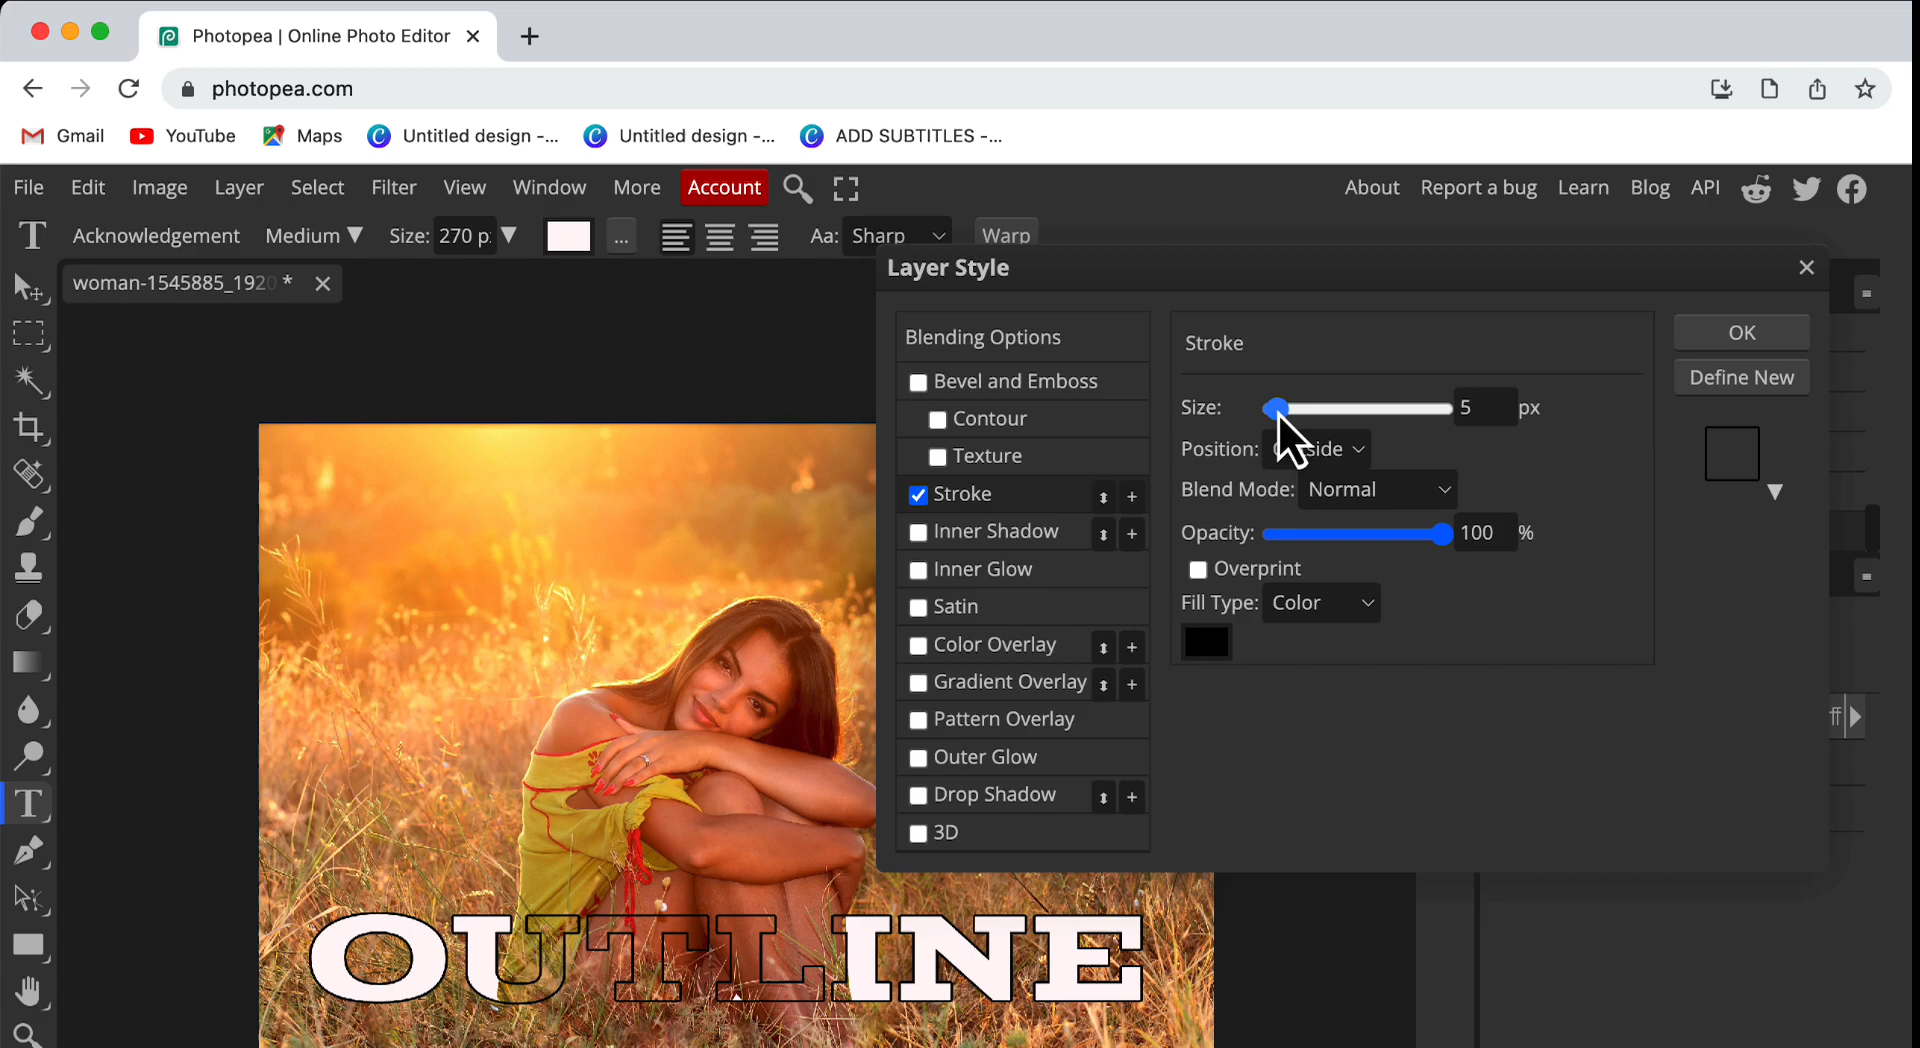 Photopea | Online Photo Editor
photopea.com
Gmail YouTube Maps Untitled design -... Untitled design -... ADD SUBTITLES -...
File Edit Image Layer Select Filter View Window More Account About Report a bug Learn Blog API
T Acknowledgement Medium Size: 270 p: ... Aa: Sharp Warp
woman-1545885_1920 *
Layer Style
Blending Options
Bevel and Emboss
Contour
Texture
Stroke
Inner Shadow
Inner Glow
Satin
Color Overlay
Gradient Overlay
Pattern Overlay
Outer Glow
Drop Shadow
3D
Stroke
Size: 5 px
Position:
Blend Mode: Normal
Opacity: 100 %
Overprint
Fill Type: Color
OK
Define New
T
OUTLINE